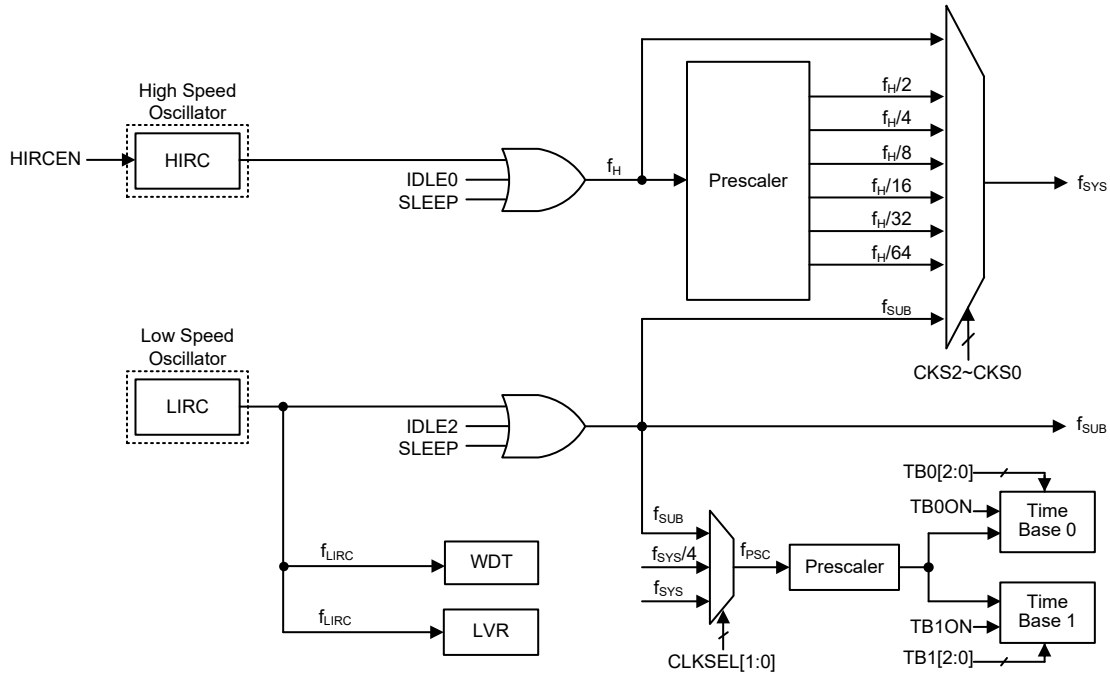 High Speed
Oscillator
HIRCEN
HIRC
IDLE0
SLEEP
fH
Prescaler
fH/2
fH/4
fH/8
fH/16
fH/32
fH/64
fSUB
fSYS
CKS2~CKS0
Low Speed
Oscillator
LIRC
IDLE2
SLEEP
fSUB
fLIRC
WDT
fLIRC
LVR
fSUB
fSYS/4
fSYS
fPSC
CLKSEL[1:0]
Prescaler
TB0[2:0]
TB0ON
Time
Base 0
Time
Base 1
TB1ON
TB1[2:0]